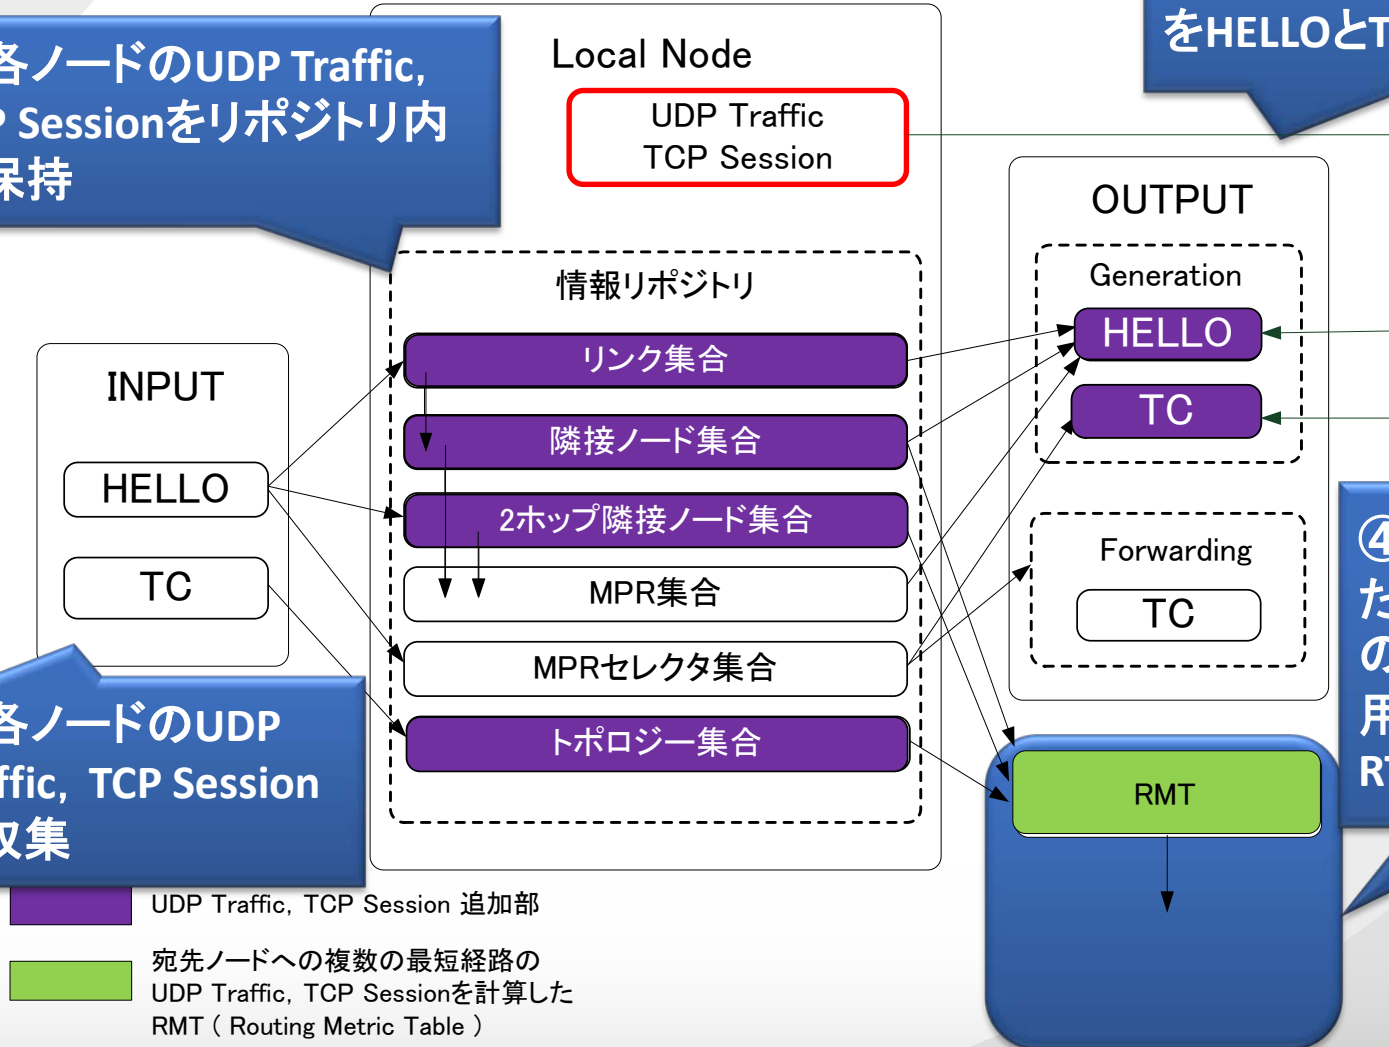 各ノードのUDP Traffic,
P Sessionをリポジトリ内
保持
Local Node
UDP Traffic
TCP Session
をHELLOとT
情報リポジトリ
リンク集合
隣接ノード集合
2ホップ隣接ノード集合
MPR集合
MPRセレクタ集合
トポロジー集合
INPUT
HELLO
TC
OUTPUT
Generation
HELLO
TC
Forwarding
TC
④
た
の
用
RT
RMT
各ノードのUDP
ffic, TCP Session
収集
UDP Traffic, TCP Session 追加部
宛先ノードへの複数の最短経路の
UDP Traffic, TCP Sessionを計算した
RMT ( Routing Metric Table )